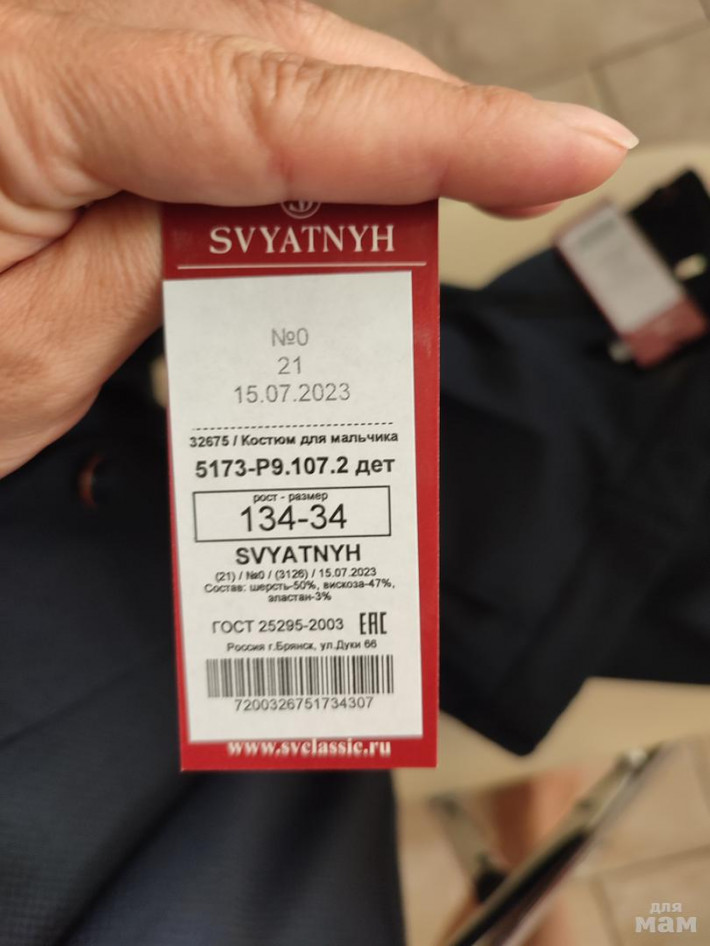 SVYATNYH
№0
21
15.07.2023
32675 / Костюм для мальчика
5173-Р9.107.2 дет
рост - размер
134-34
SVYATNYH
(21) / №0 / (3126) / 15.07.2023
Состав: шерсть-50%, вискоза-47%,
эластан-3%
ГОСТ 25295-2003 ЕАС
Россия г.Брянск, ул.Дуки 66
7200326751734307
www.svclassic.ru
для
мам